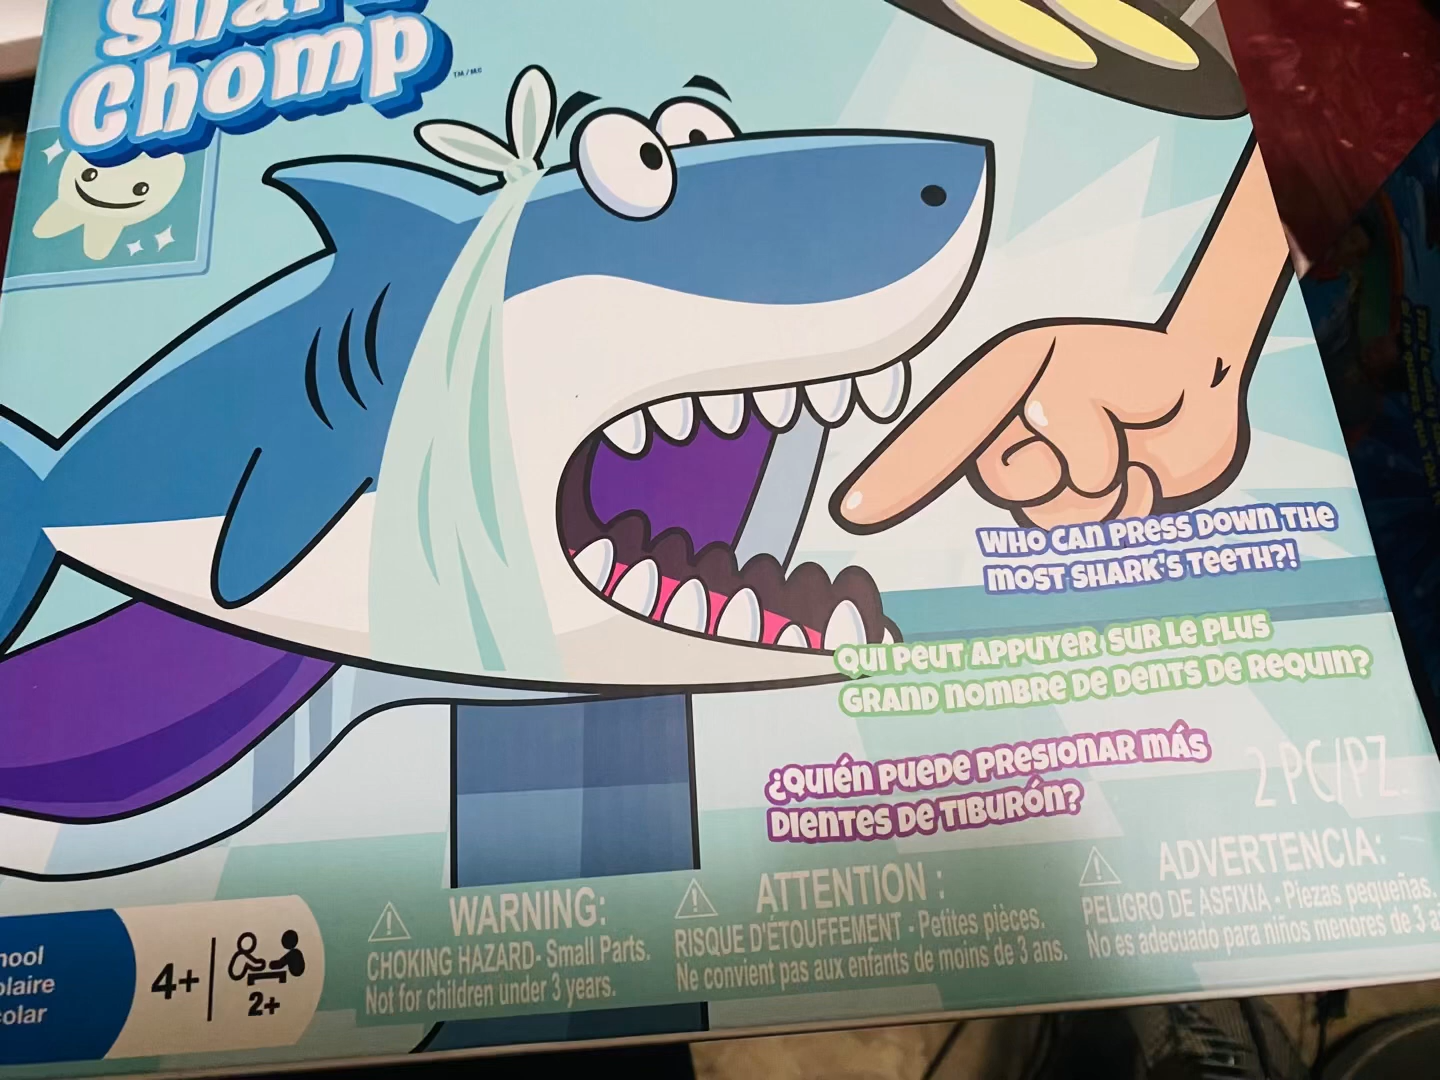 Shark
Chomp
TM/MC
WHO CAN PRESS DOWN THE
MOST SHARK'S TEETH?!
QUI PEUT APPUYER SUR LE PLUS
GRAND NOMBRE DE DENTS DE REQUIN?
¿QUIÉN PUEDE PRESIONAR MÁS
DIENTES DE TIBURÓN?
2 PC/PZ.
WARNING:
CHOKING HAZARD- Small Parts.
Not for children under 3 years.
ATTENTION :
RISQUE D'ÉTOUFFEMENT - Petites pièces.
Ne convient pas aux enfants de moins de 3 ans.
ADVERTENCIA:
PELIGRO DE ASFIXIA - Piezas pequeñas.
No es adecuado para niños menores de 3
4+
2+